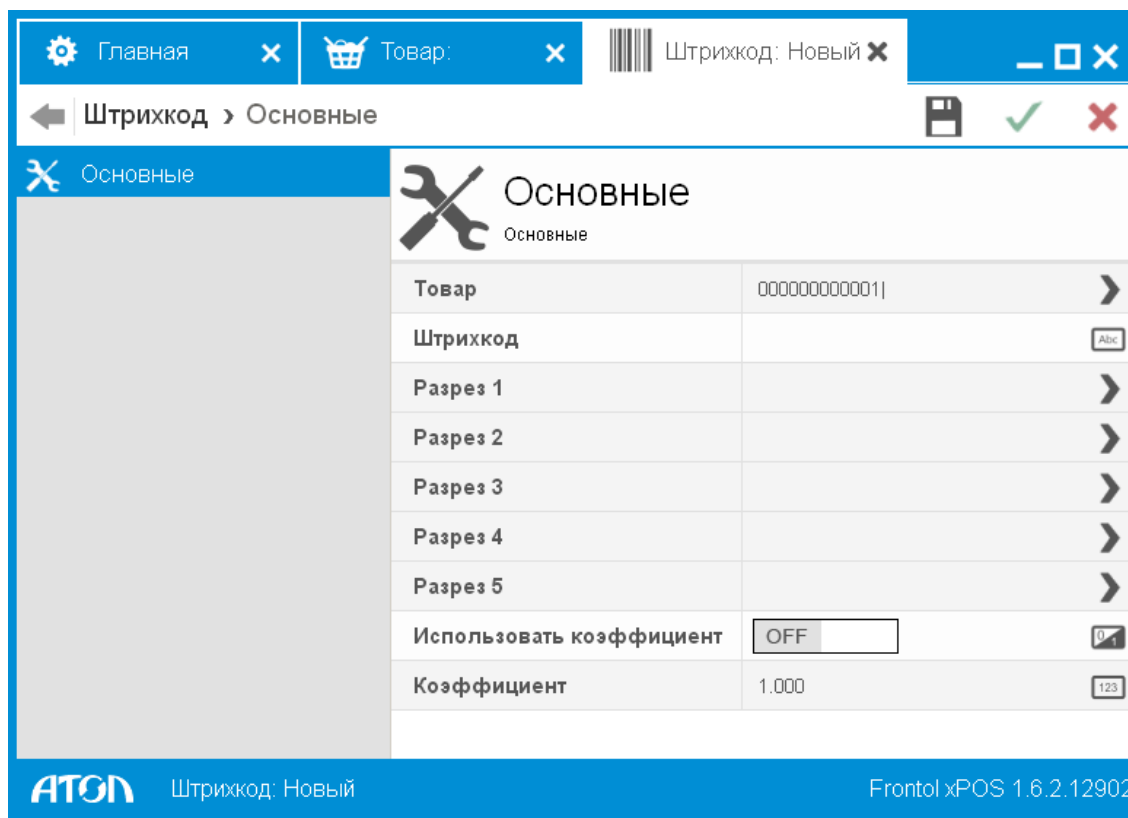 Главная
Товар:
Штрихкод: Новый
Штрихкод › Основные
Основные
Основные
Основные
Товар 000000000001|
Штрихкод Abc
Разрез 1
Разрез 2
Разрез 3
Разрез 4
Разрез 5
Использовать коэффициент OFF 0/1
Коэффициент 1.000 123
АТОЛ Штрихкод: Новый Frontol xPOS 1.6.2.12902